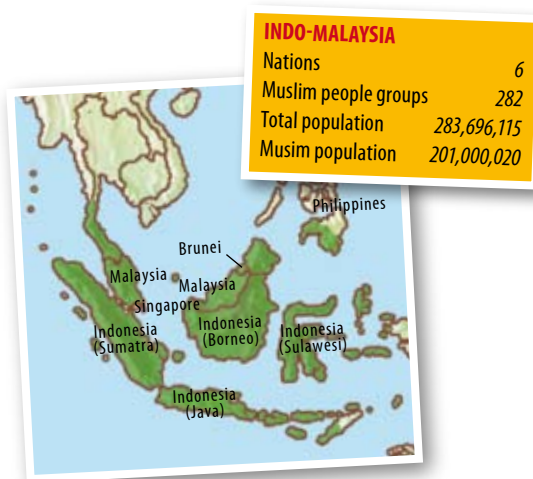 INDO-MALAYSIA
Nations 6
Muslim people groups 282
Total population 283,696,115
Musim population 201,000,020
Philippines
Brunei
Malaysia
Malaysia
Singapore
Indonesia
(Sumatra)
Indonesia
(Borneo)
Indonesia
(Sulawesi)
Indonesia
(Java)